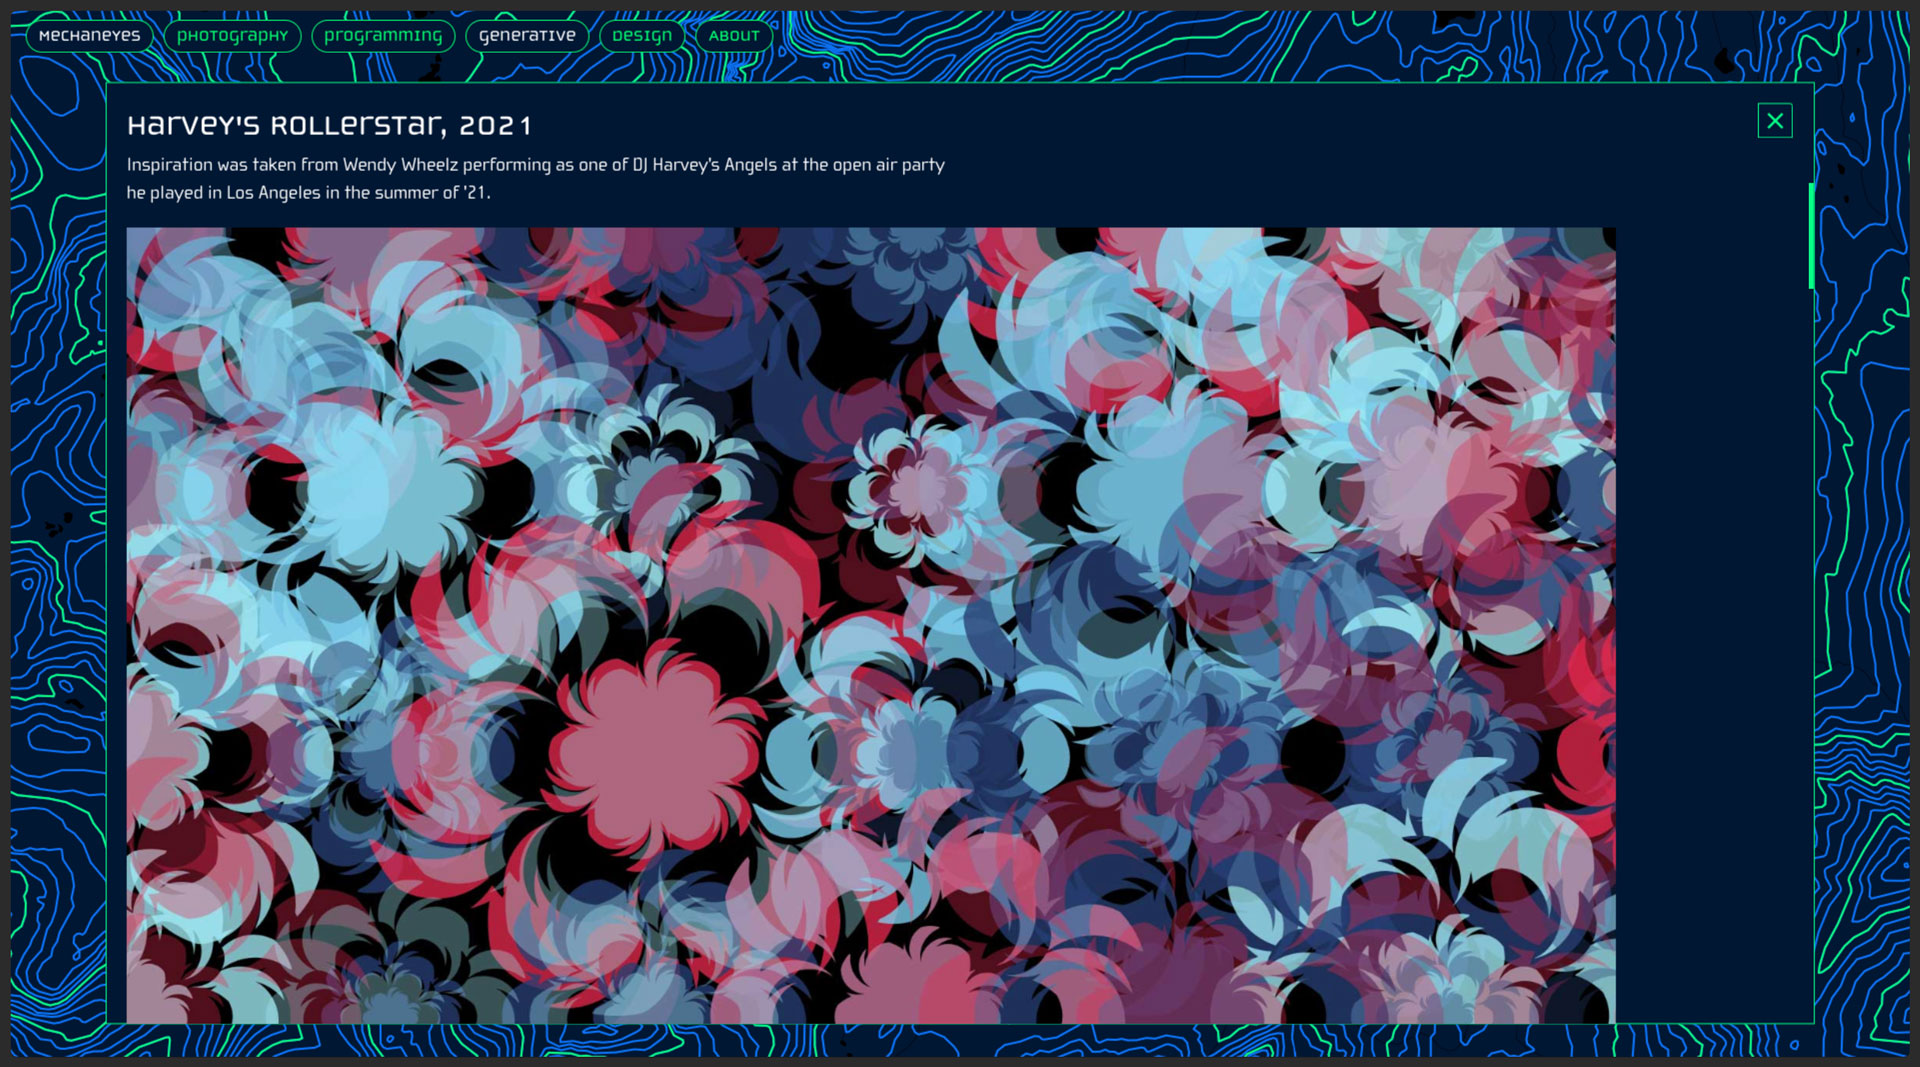 MECHANEYES
PHOTOGRAPHY
PROGRAMMING
GENERATIVE
DESIGN
ABOUT
Harvey's Rollerstar, 2021
Inspiration was taken from Wendy Wheelz performing as one of DJ Harvey's Angels at the open air party
he played in Los Angeles in the summer of '21.